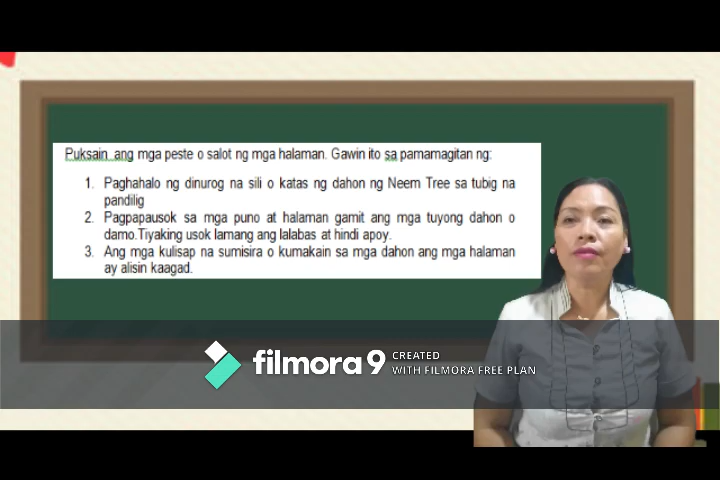 Puksain ang mga peste o salot ng mga halaman. Gawin ito sa pamamagitan ng:
1. Paghahalo ng dinurog na sili o katas ng dahon ng Neem Tree sa tubig na
pandilig
2. Pagpapausok sa mga puno at halaman gamit ang mga tuyong dahon o
damo.Tiyaking usok lamang ang lalabas at hindi apoy.
3. Ang mga kulisap na sumisira o kumakain sa mga dahon ang mga halaman
ay alisin kaagad.
filmora9 CREATED
WITH FILMORA FREE PLAN